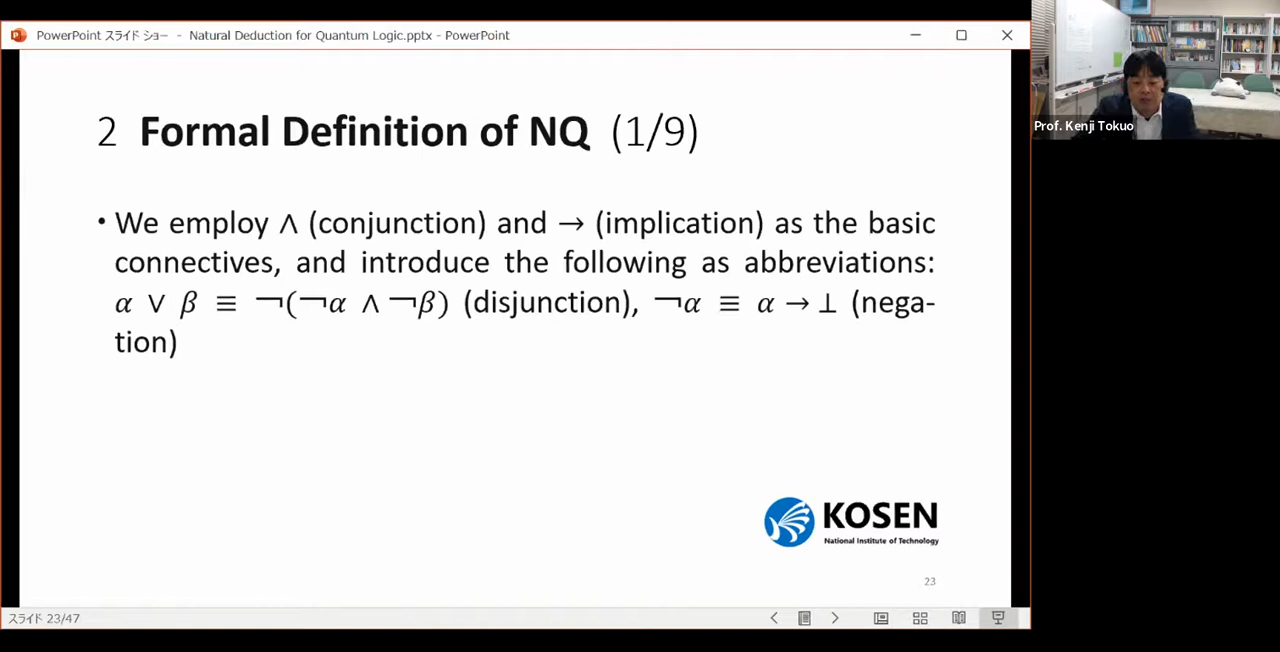 PowerPoint スライド ショー - Natural Deduction for Quantum Logic.pptx - PowerPoint
2 Formal Definition of NQ (1/9)
• We employ ∧ (conjunction) and → (implication) as the basic
connectives, and introduce the following as abbreviations:
α ∨ β ≡ ¬(¬α ∧ ¬β) (disjunction), ¬α ≡ α → ⊥ (nega-
tion)
KOSEN
National Institute of Technology
23
スライド 23/47
Prof. Kenji Tokuo